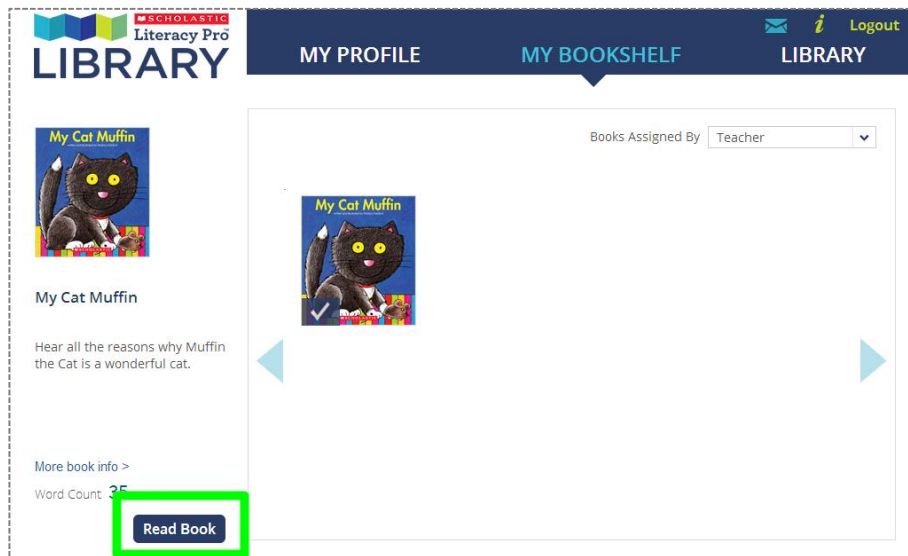 SCHOLASTIC
Literacy Pro
LIBRARY
MY PROFILE
MY BOOKSHELF
i
Logout
LIBRARY
My Cat Muffin
My Cat Muffin
Hear all the reasons why Muffin
the Cat is a wonderful cat.
More book info >
Word Count 35
Read Book
Books Assigned By Teacher
My Cat Muffin